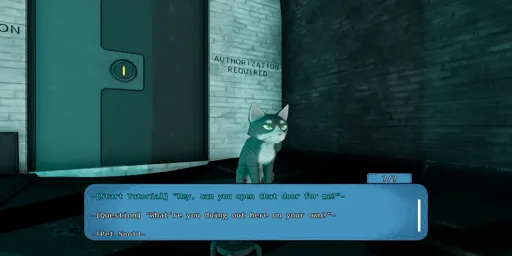 ON
AUTHORIZATION
REQUIRED
?/?
-[Start Tutorial] "Hey, can you open that door for me?"-
-[Question] "What're you doing out here on your own?"-
-[Pet Snot]-